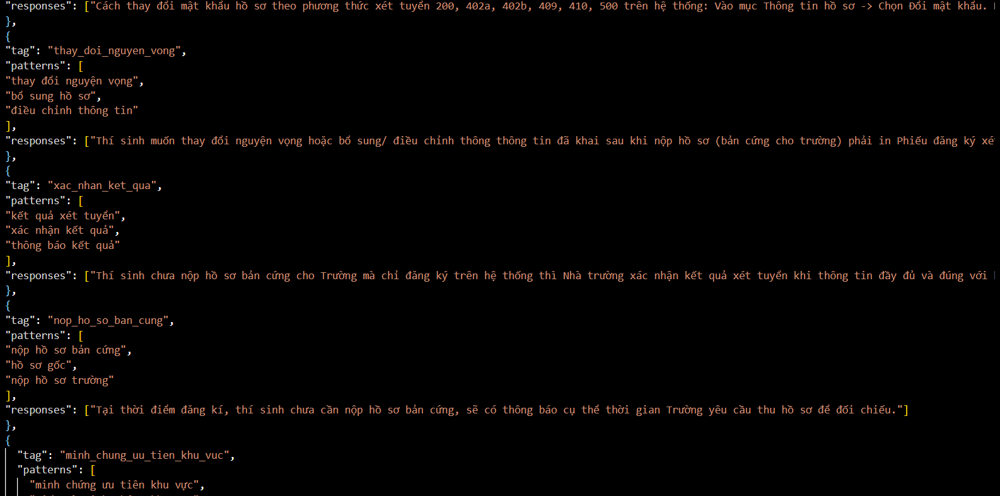 "responses": ["Cách thay đổi mật khẩu hồ sơ theo phương thức xét tuyển 200, 402a, 402b, 409, 410, 500 trên hệ thống: Vào mục Thông tin hồ sơ -> Chọn Đổi mật khẩu.
},
{
"tag": "thay_doi_nguyen_vong",
"patterns": [
"thay đổi nguyện vọng",
"bổ sung hồ sơ",
"điều chỉnh thông tin"
],
"responses": ["Thí sinh muốn thay đổi nguyện vọng hoặc bổ sung/ điều chỉnh thông thông tin đã khai sau khi nộp hồ sơ (bản cứng cho trường) phải in Phiếu đăng ký xét
},
{
"tag": "xac_nhan_ket_qua",
"patterns": [
"kết quả xét tuyển",
"xác nhận kết quả",
"thông báo kết quả"
],
"responses": ["Thí sinh chưa nộp hồ sơ bản cứng cho Trường mà chỉ đăng ký trên hệ thống thì Nhà trường xác nhận kết quả xét tuyển khi thông tin đầy đủ và đúng với
},
{
"tag": "nop_ho_so_ban_cung",
"patterns": [
"nộp hồ sơ bản cứng",
"hồ sơ gốc",
"nộp hồ sơ trường"
],
"responses": ["Tại thời điểm đăng kí, thí sinh chưa cần nộp hồ sơ bản cứng, sẽ có thông báo cụ thể thời gian Trường yêu cầu thu hồ sơ để đối chiếu."]
},
{
"tag": "minh_chung_uu_tien_khu_vuc",
"patterns": [
"minh chứng ưu tiên khu vực",